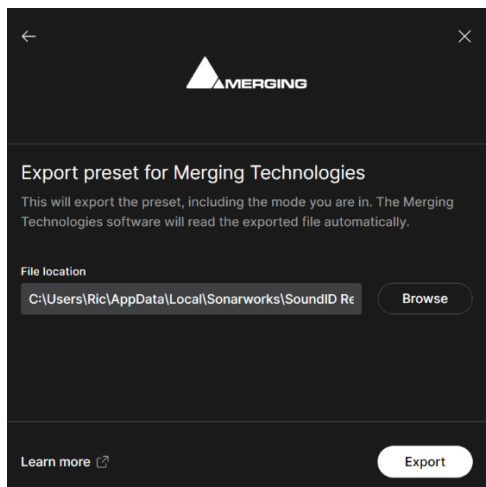 MERGING
Export preset for Merging Technologies
This will export the preset, including the mode you are in. The Merging
Technologies software will read the exported file automatically.
File location
C:\Users\Ric\AppData\Local\Sonarworks\SoundID Re
Browse
Learn more
Export